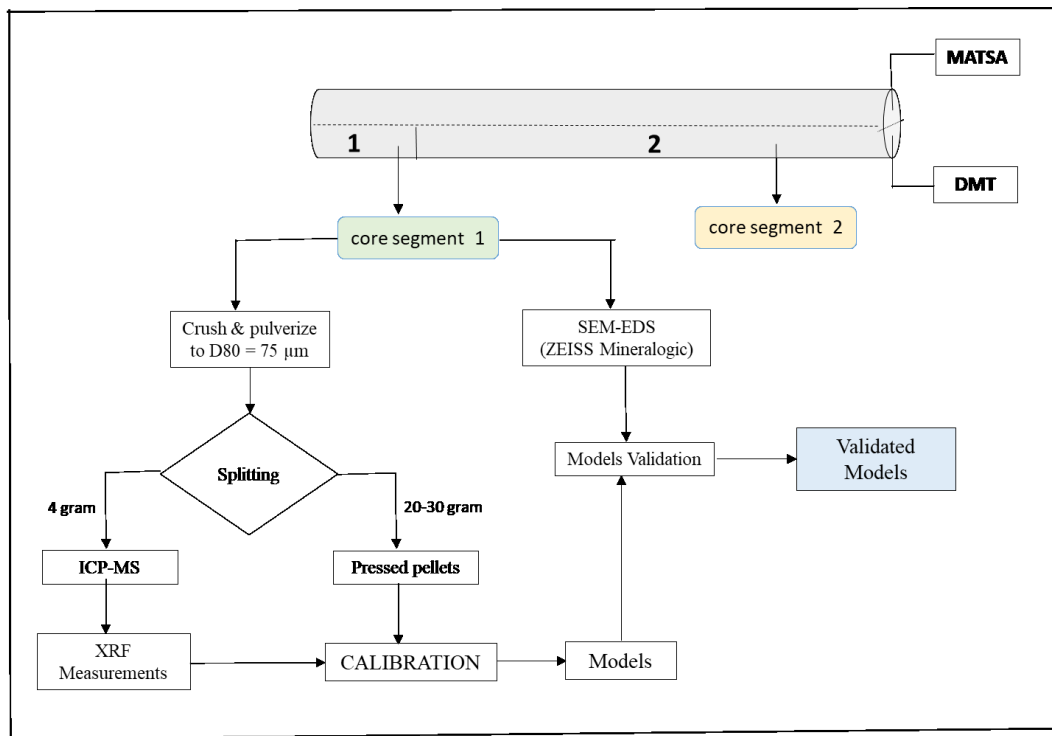 MATSA
1
2
DMT
core segment 1
core segment 2
Crush & pulverize
to D80 = 75 µm
SEM-EDS
(ZEISS Mineralogic)
Splitting
Models Validation
Validated
Models
4 gram
20-30 gram
ICP-MS
Pressed pellets
XRF
Measurements
CALIBRATION
Models